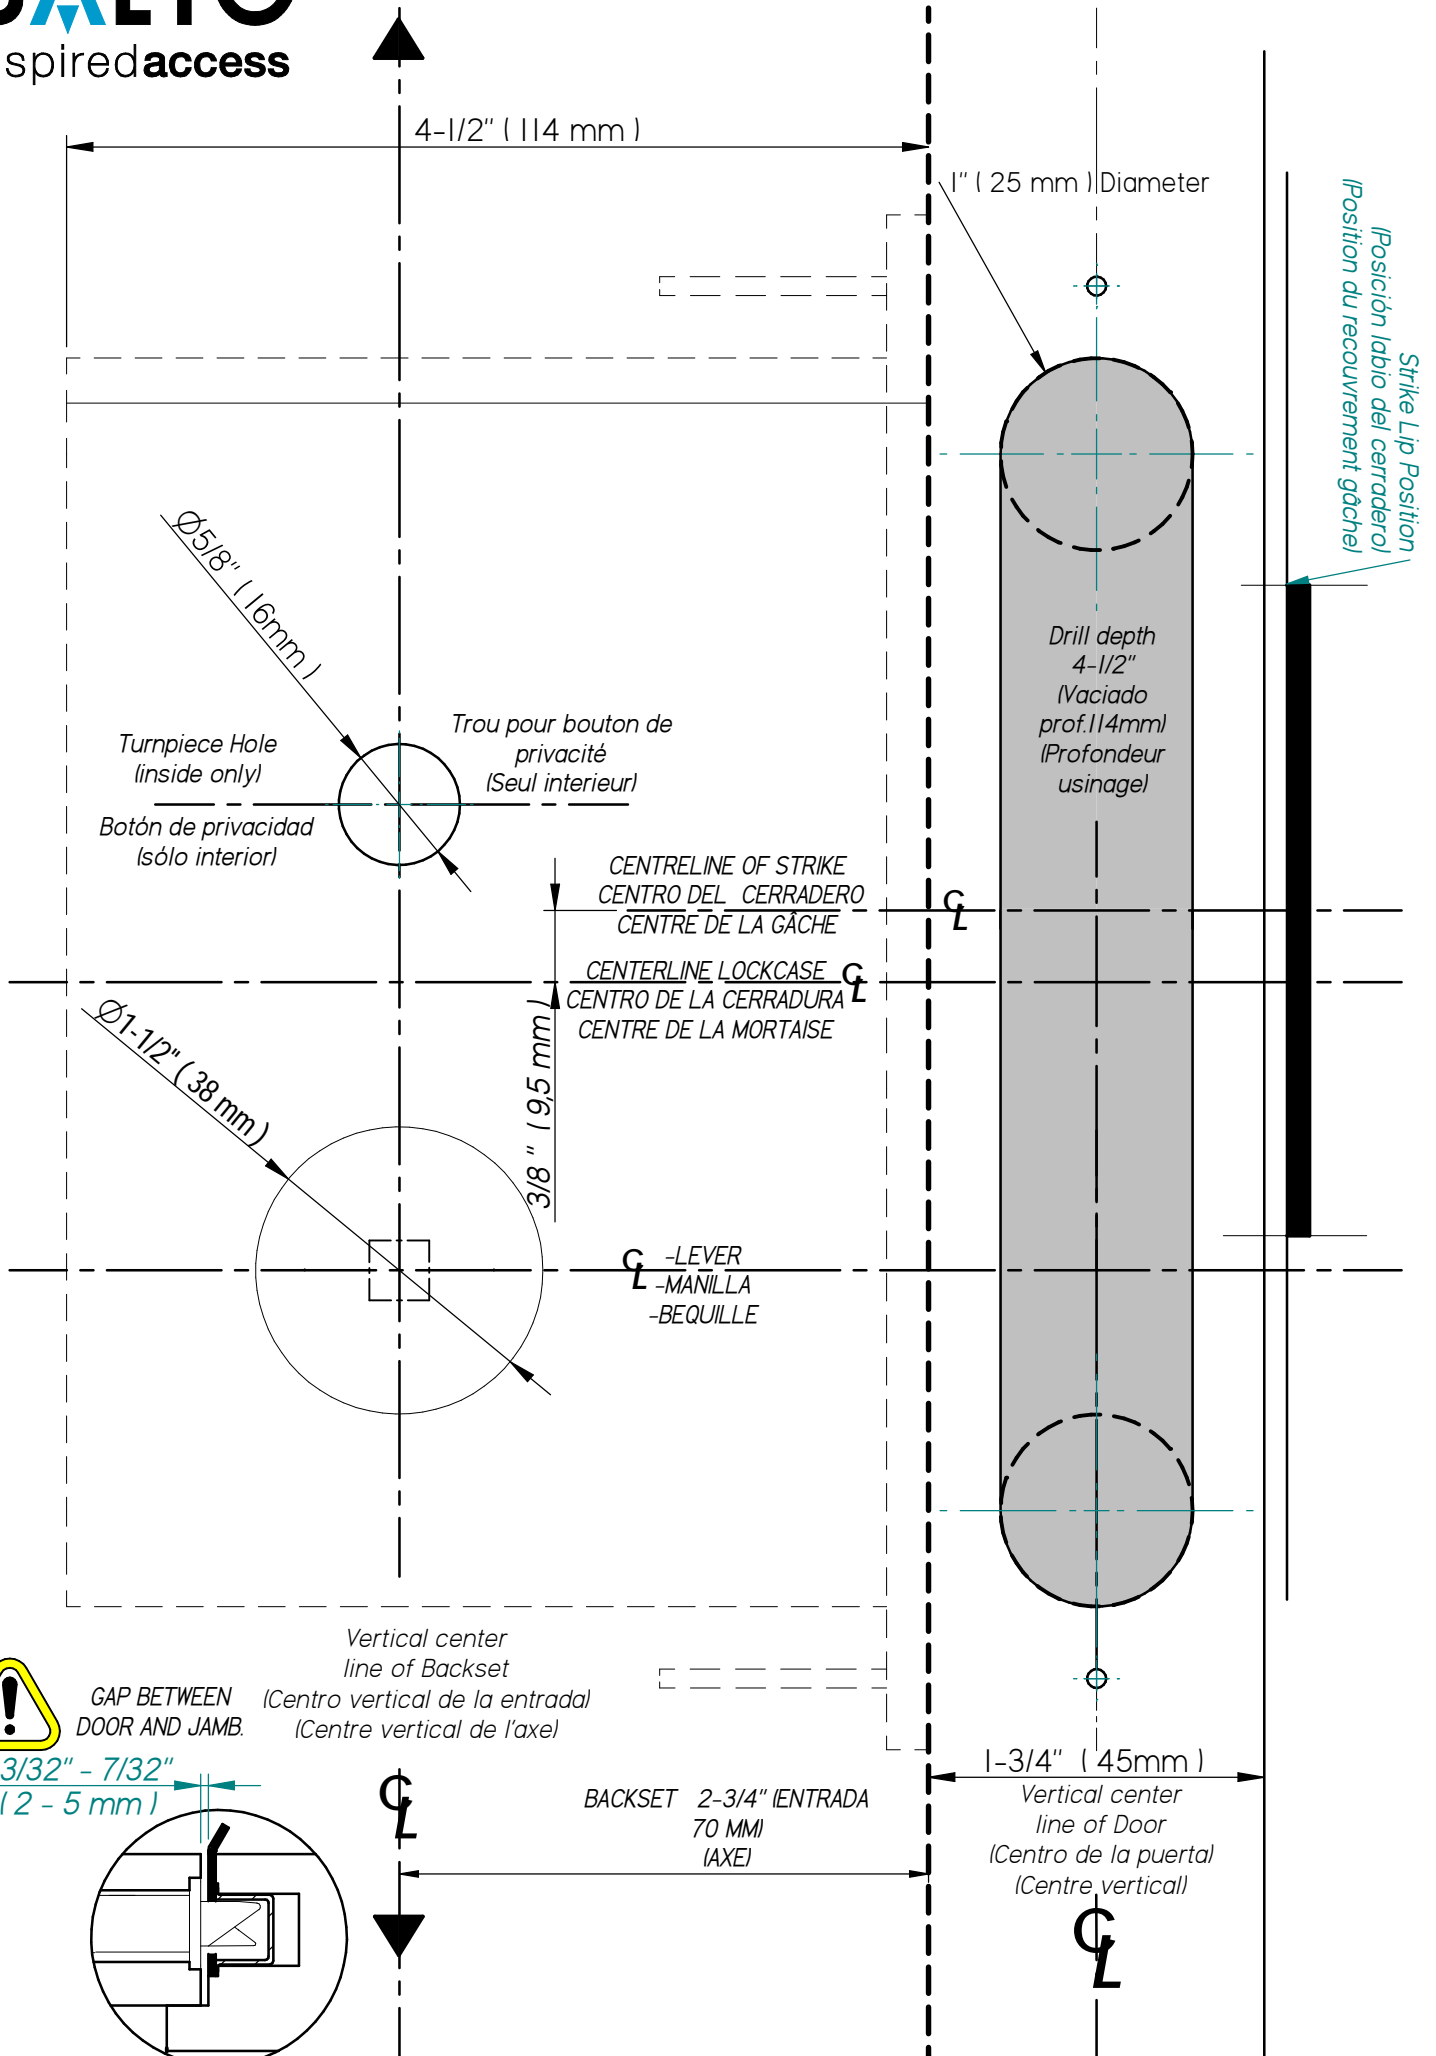 SALTO
spiredaccess
4-1/2" ( 114 mm )
1" ( 25 mm ) Diameter
Strike Lip Position
(Posición labio del cerradero)
(Position du recouvrement gâche)
Ø5/8" ( 16mm )
Drill depth
4-1/2"
(Vaciado
prof.114mm)
(Profondeur
usinage)
Turnpiece Hole
(inside only)
Trou pour bouton de
privacité
(Seul interieur)
Botón de privacidad
(sólo interior)
CENTRELINE OF STRIKE
CENTRO DEL CERRADERO
CENTRE DE LA GÂCHE
CL
CENTERLINE LOCKCASE CL
CENTRO DE LA CERRADURA
CENTRE DE LA MORTAISE
3/8 " ( 9,5 mm )
Ø1-1/2" ( 38 mm )
CL -LEVER
-MANILLA
-BEQUILLE
Vertical center
line of Backset
(Centro vertical de la entrada)
(Centre vertical de l'axe)
CL
GAP BETWEEN
DOOR AND JAMB.
3/32" - 7/32"
( 2 - 5 mm )
BACKSET 2-3/4" (ENTRADA
70 MM)
(AXE)
1-3/4" ( 45mm )
Vertical center
line of Door
(Centro de la puerta)
(Centre vertical)
CL